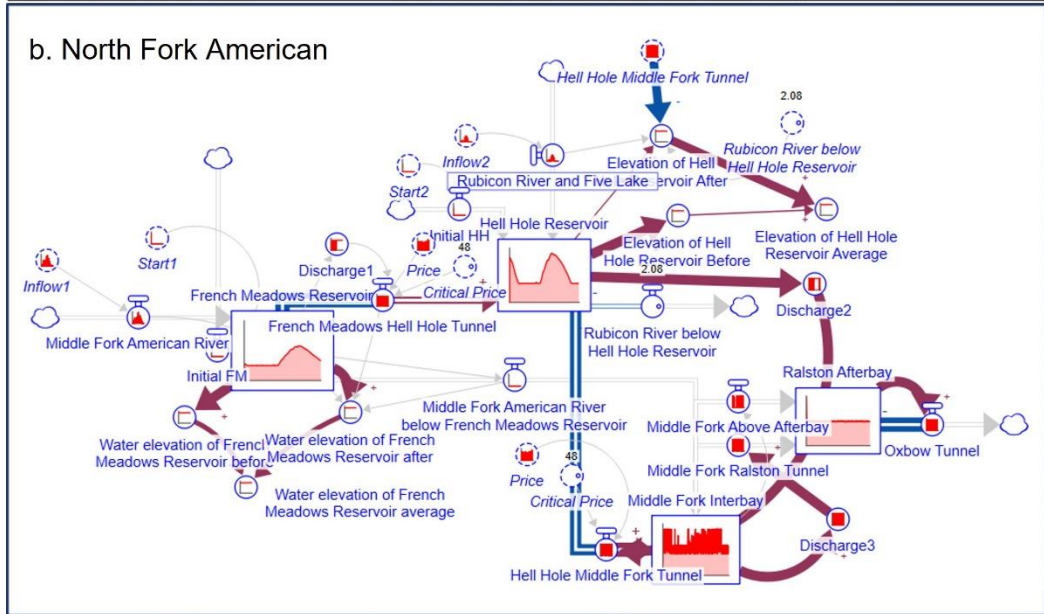 b. North Fork American
Hell Hole Middle Fork Tunnel
2.08
Rubicon River below
Hell Hole Reservoir
Inflow2
Elevation of Hell
ervoir After
Rubicon River and Five Lake
Start2
Initial HH
Hell Hole Reservoir
Elevation of Hell
Hole Reservoir Before
Elevation of Hell Hole
Reservoir Average
Start1
Inflow1
Discharge1
Price
48
Critical Price
2.08
Discharge2
French Meadows Reservoir
French Meadows Hell Hole Tunnel
Middle Fork American River
Initial FM
Rubicon River below
Hell Hole Reservoir
Ralston Afterbay
Middle Fork American River
below French Meadows Reservoir
Middle Fork Above Afterbay
Oxbow Tunnel
Water elevation of Frencl
Meadows Reservoir before
Water elevation of French
Meadows Reservoir after
Price
48
Critical Price
Middle Fork Ralston Tunnel
Water elevation of French
Meadows Reservoir average
Middle Fork Interbay
Discharge3
Hell Hole Middle Fork Tunnel